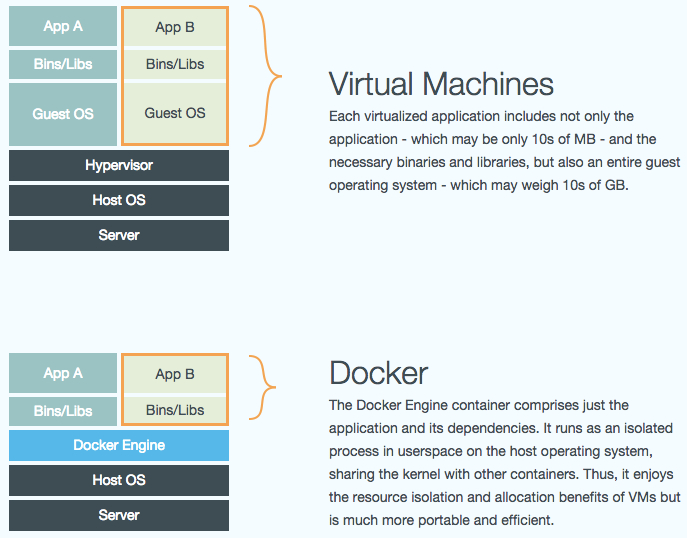 App A App B
Bins/Libs Bins/Libs
Guest OS Guest OS
Hypervisor
Host OS
Server
Virtual Machines
Each virtualized application includes not only the
application - which may be only 10s of MB - and the
necessary binaries and libraries, but also an entire guest
operating system - which may weigh 10s of GB.
App A App B
Bins/Libs Bins/Libs
Docker Engine
Host OS
Server
Docker
The Docker Engine container comprises just the
application and its dependencies. It runs as an isolated
process in userspace on the host operating system,
sharing the kernel with other containers. Thus, it enjoys
the resource isolation and allocation benefits of VMs but
is much more portable and efficient.